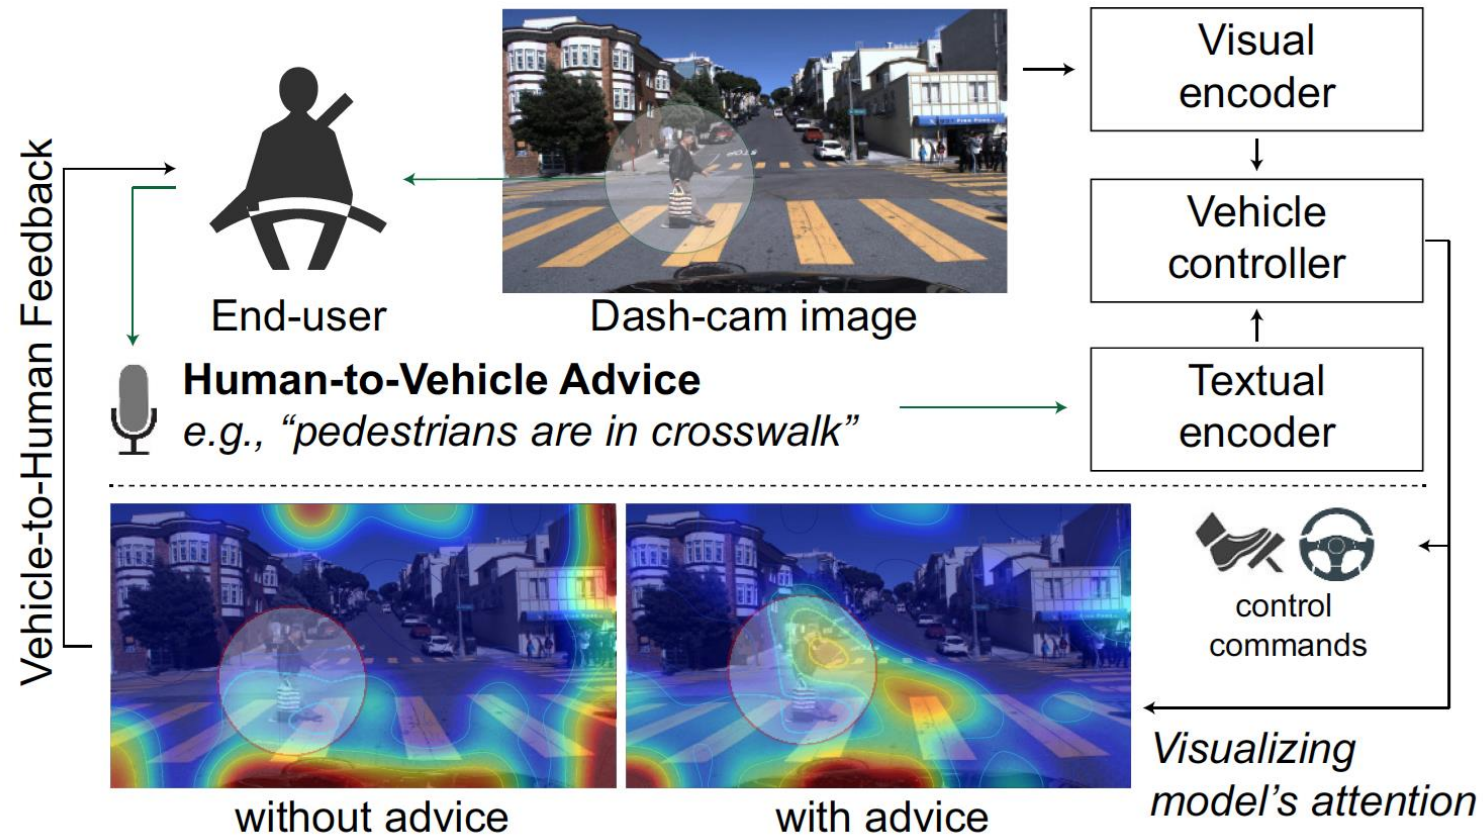 Vehicle-to-Human Feedback
End-user
Dash-cam image
Visual
encoder
Vehicle
controller
Textual
encoder
Human-to-Vehicle Advice
e.g., “pedestrians are in crosswalk”
control
commands
without advice
with advice
Visualizing
model’s attention